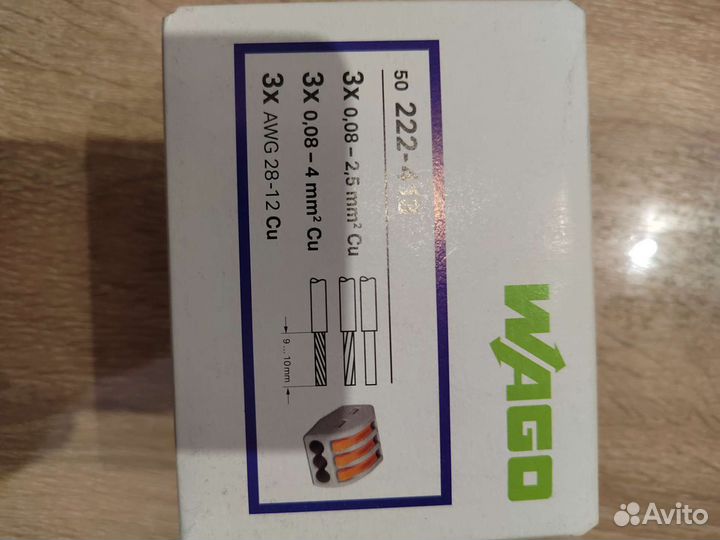 WAGO
50 222-413
3x 0,08 – 2,5 mm² Cu
3x 0,08 – 4 mm² Cu
3x AWG 28-12 Cu
9 ... 10mm
Avito